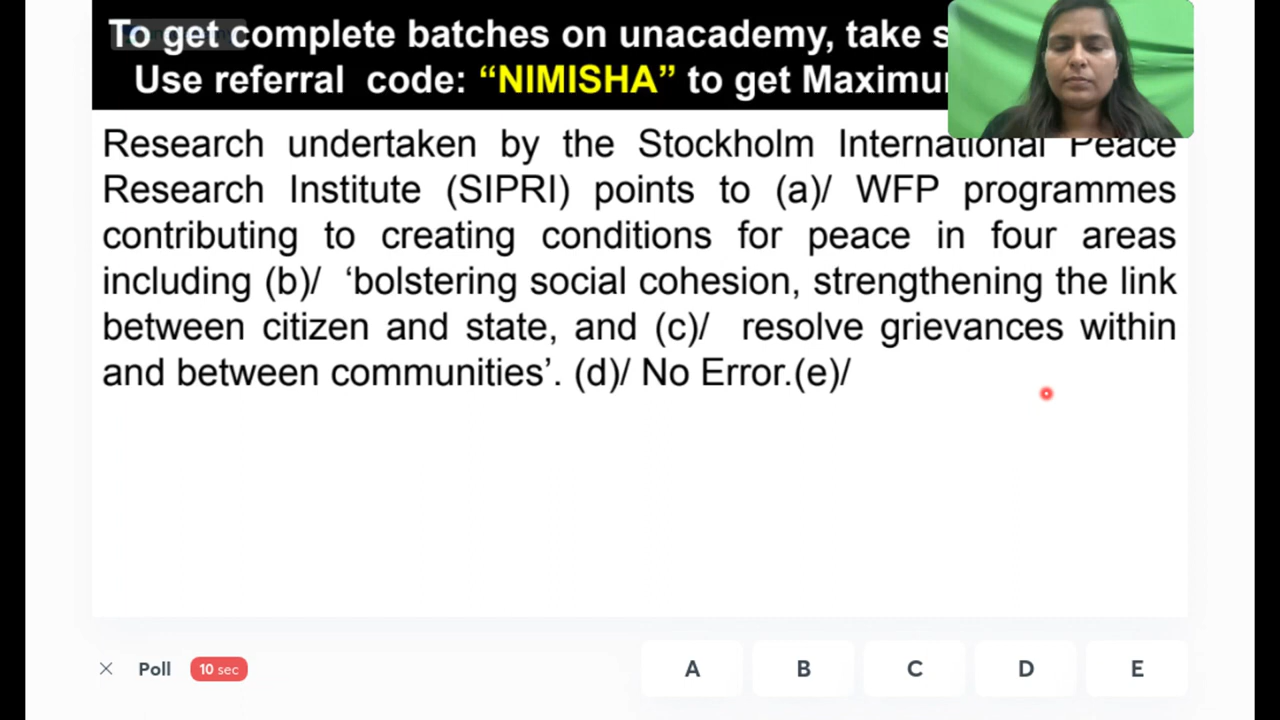 To get complete batches on unacademy, take
Use referral code: “NIMISHA” to get
Research undertaken by the Stockholm International Peace
Research Institute (SIPRI) points to (a)/ WFP programmes
contributing to creating conditions for peace in four areas
including (b)/ ‘bolstering social cohesion, strengthening the link
between citizen and state, and (c)/ resolve grievances within
and between communities’. (d)/ No Error.(e)/
Poll 10 sec A B C D E